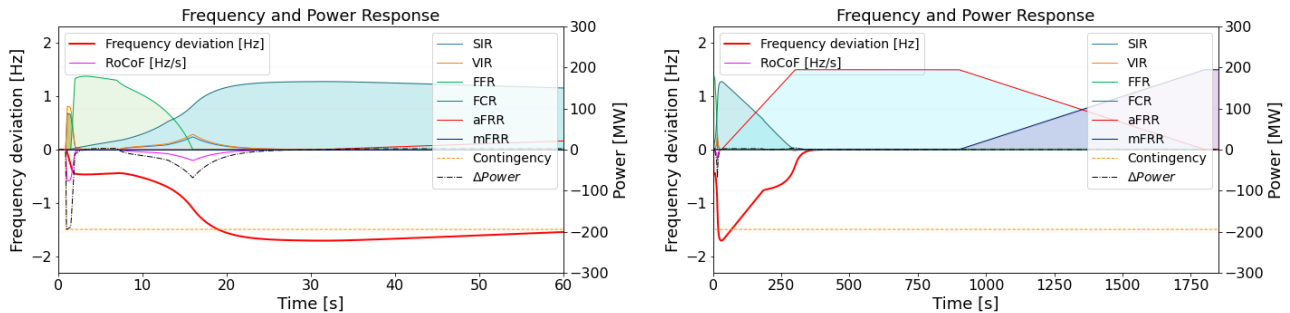 Frequency and Power Response
Frequency deviation [Hz]
2
1
0
−1
−2
Frequency deviation [Hz]
RoCoF [Hz/s]
SIR
VIR
FFR
FCR
aFRR
mFRR
Contingency
ΔPower
300
200
100
0
−100
−200
−300
Power [MW]
0 10 20 30 40 50 60
Time [s]
Frequency and Power Response
Frequency deviation [Hz]
2
1
0
−1
−2
Frequency deviation [Hz]
RoCoF [Hz/s]
SIR
VIR
FFR
FCR
aFRR
mFRR
Contingency
ΔPower
300
200
100
0
−100
−200
−300
Power [MW]
0 250 500 750 1000 1250 1500 1750
Time [s]